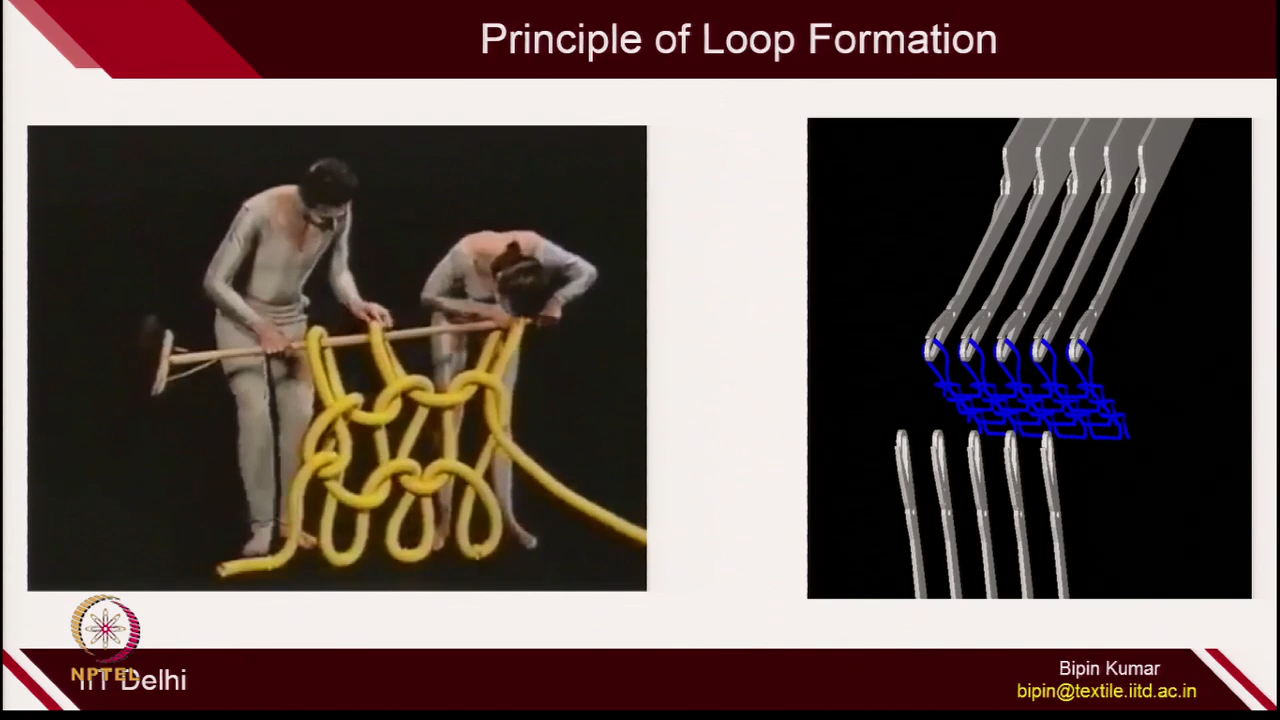 Principle of Loop Formation
NPTEL
IIT Delhi
Bipin Kumar
bipin@textile.iitd.ac.in